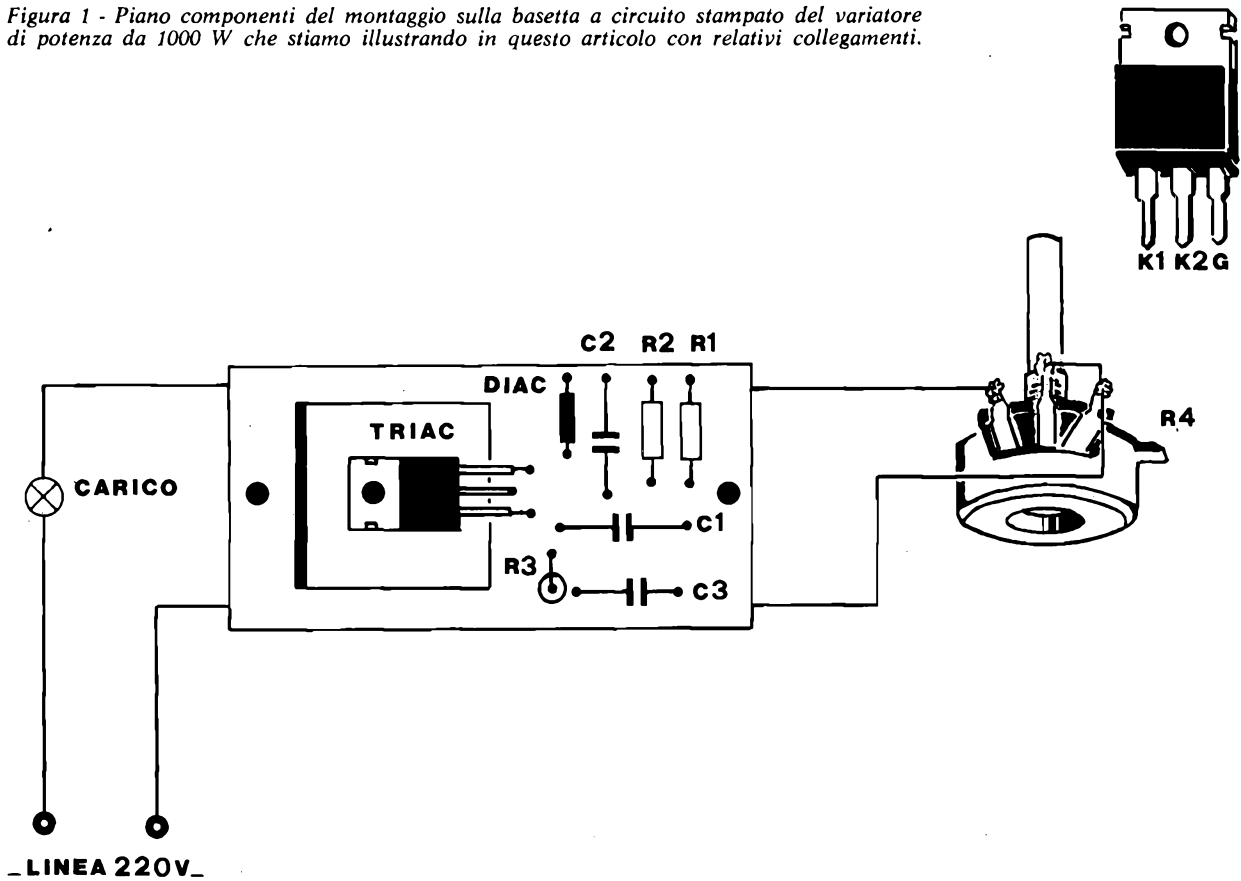 Figura 1 - Piano componenti del montaggio sulla basetta a circuito stampato del variatore
di potenza da 1000 W che stiamo illustrando in questo articolo con relativi collegamenti.
K1 K2 G
C2 R2 R1
DIAC
TRIAC
R4
CARICO
C1
R3
C3
_LINEA 220V_